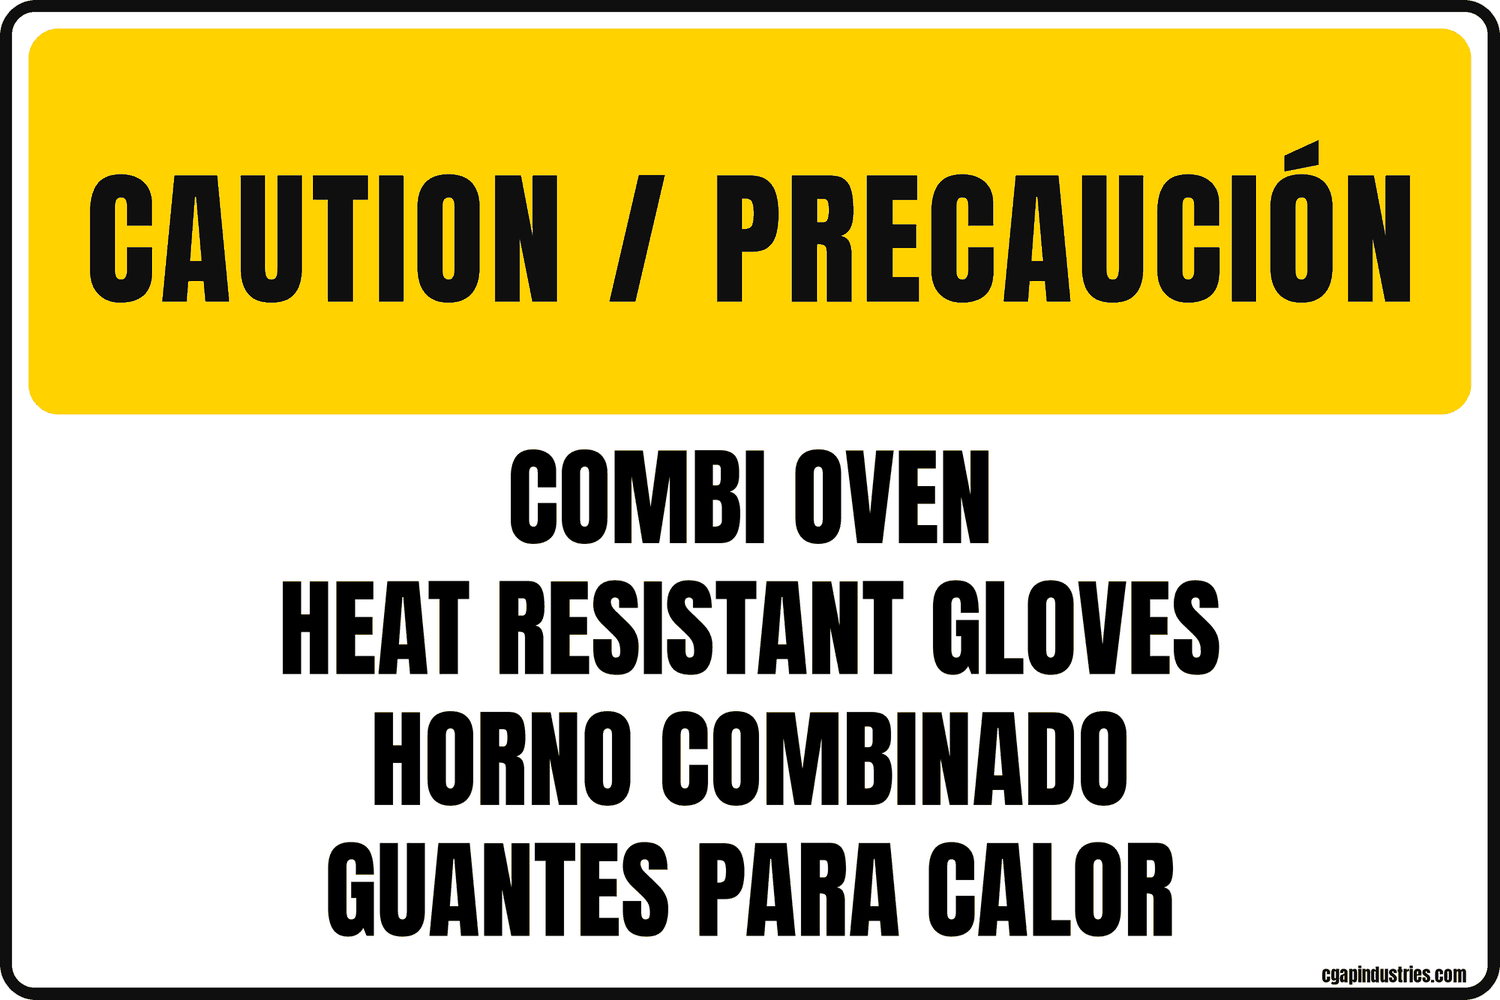 CAUTION / PRECAUCIÓN
COMBI OVEN
HEAT RESISTANT GLOVES
HORNO COMBINADO
GUANTES PARA CALOR
cgapindustries.com